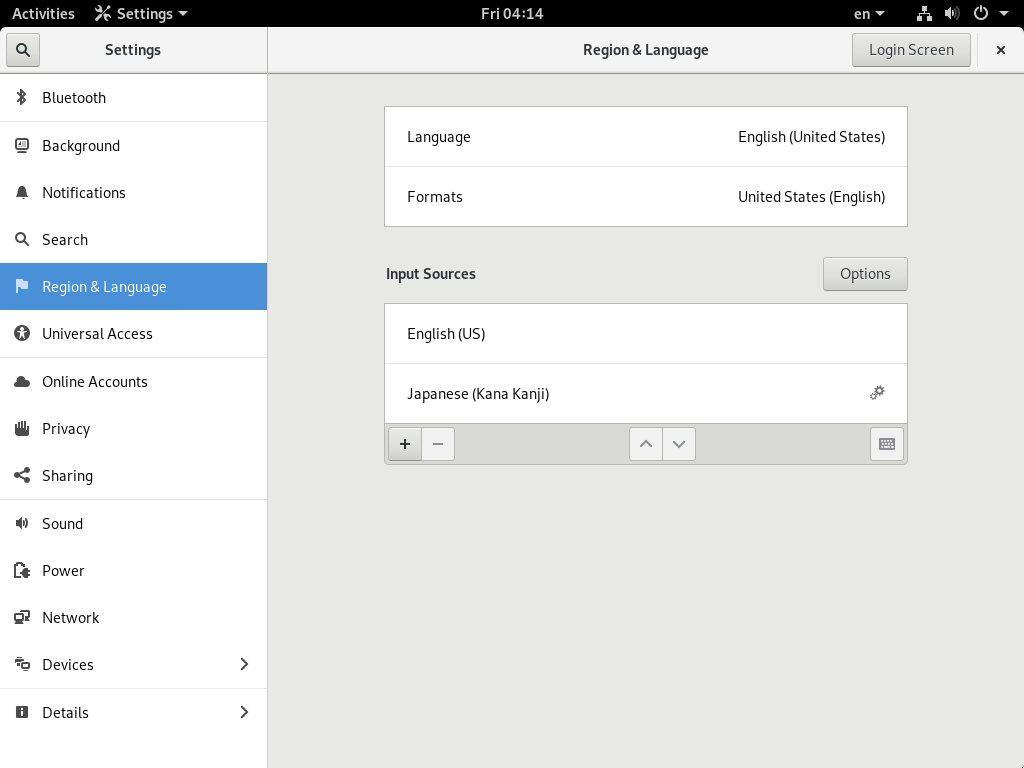 Activities Settings Fri 04:14 en
Settings Region & Language Login Screen
Bluetooth
Background
Notifications
Search
Region & Language
Universal Access
Online Accounts
Privacy
Sharing
Sound
Power
Network
Devices
Details
Language English (United States)
Formats United States (English)
Input Sources Options
English (US)
Japanese (Kana Kanji)